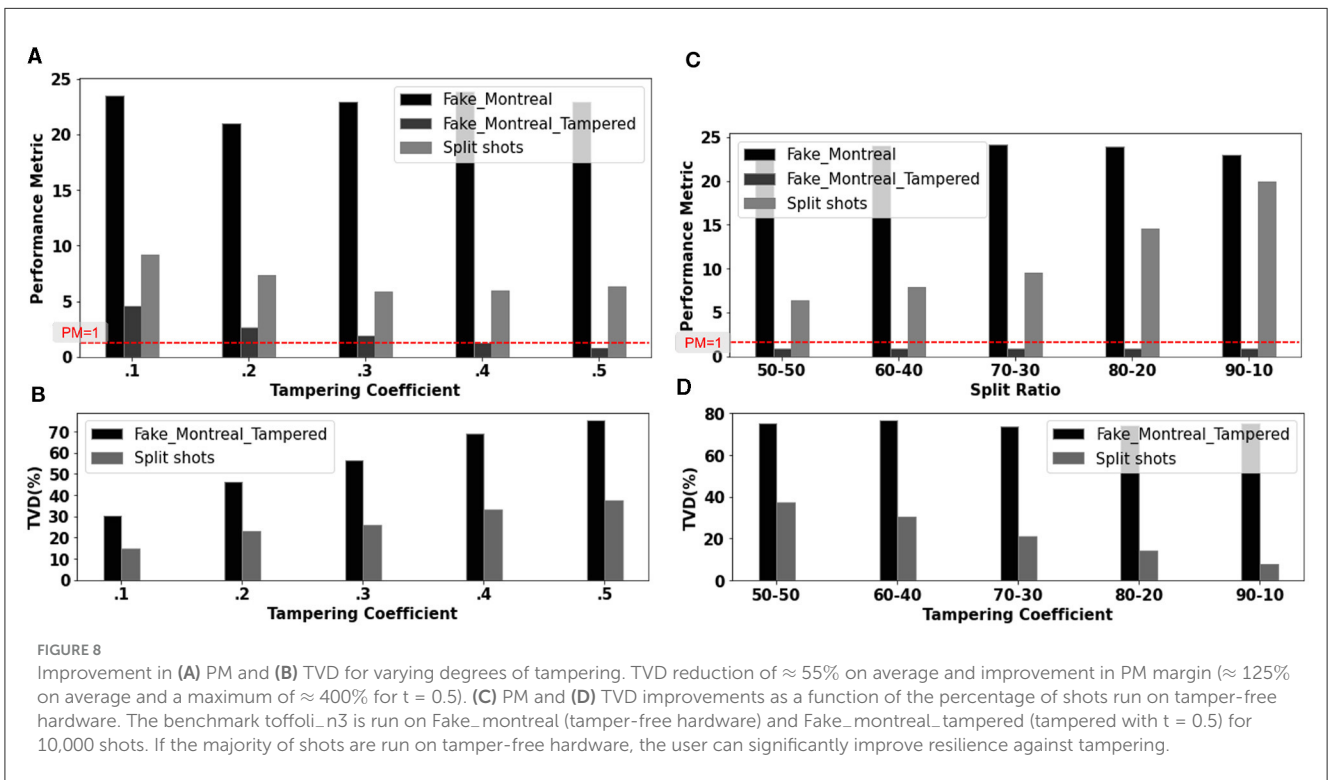 A
25
20
15
10
5
0
Performance Metric
Fake_Montreal
Fake_Montreal_Tampered
Split shots
PM=1
.1 .2 .3 .4 .5
Tampering Coefficient
B
70
60
50
40
30
20
10
0
TVD(%)
Fake_Montreal_Tampered
Split shots
.1 .2 .3 .4 .5
Tampering Coefficient
C
25
20
15
10
5
0
Performance Metric
Fake_Montreal
Fake_Montreal_Tampered
Split shots
PM=1
50-50 60-40 70-30 80-20 90-10
Split Ratio
D
80
60
40
20
0
TVD(%)
Fake_Montreal_Tampered
Split shots
50-50 60-40 70-30 80-20 90-10
Tampering Coefficient
FIGURE 8
Improvement in (A) PM and (B) TVD for varying degrees of tampering. TVD reduction of ≈ 55% on average and improvement in PM margin (≈ 125%
on average and a maximum of ≈ 400% for t = 0.5). (C) PM and (D) TVD improvements as a function of the percentage of shots run on tamper-free
hardware. The benchmark toffoli_n3 is run on Fake_montreal (tamper-free hardware) and Fake_montreal_tampered (tampered with t = 0.5) for
10,000 shots. If the majority of shots are run on tamper-free hardware, the user can significantly improve resilience against tampering.